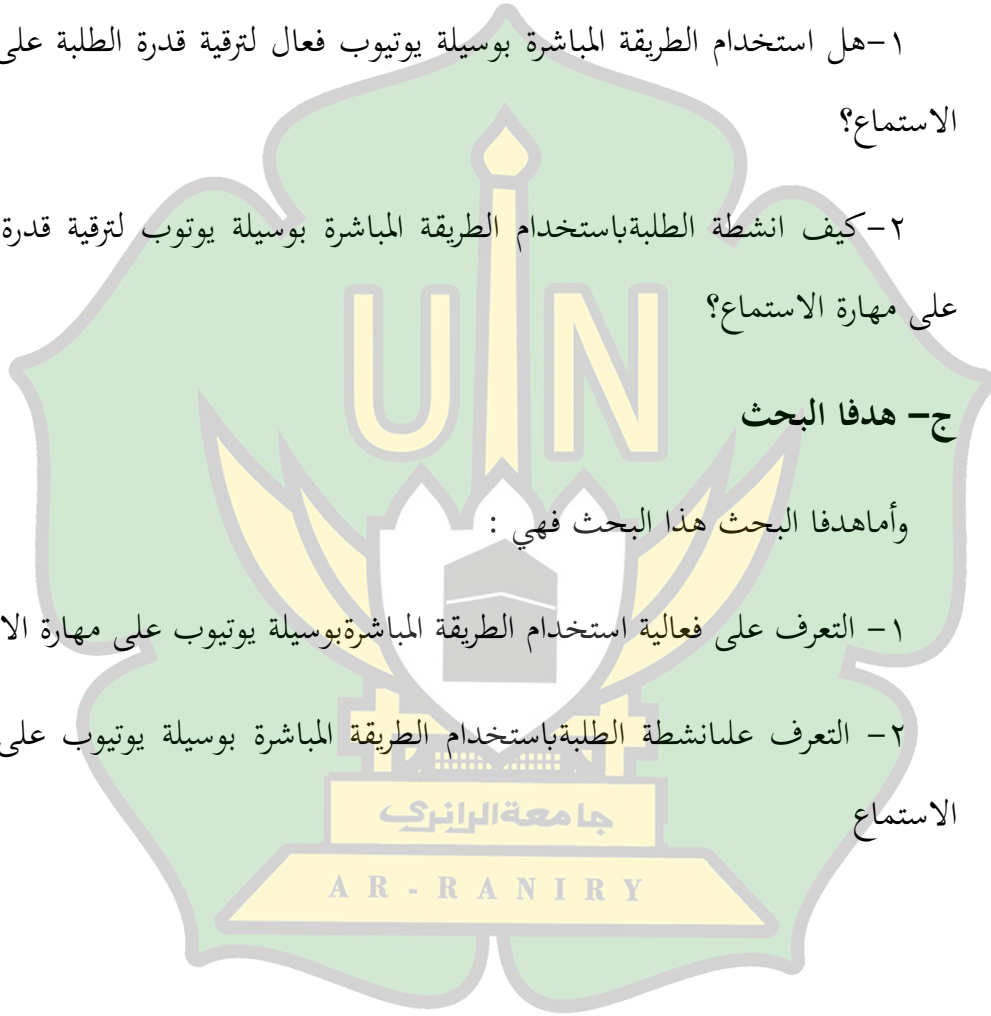 ١-هل استخدام الطريقة المباشرة بوسيلة يوتيوب فعال لترقية قدرة الطلبة على
الاستماع؟
٢-كيف انشطة الطلبةباستخدام الطريقة المباشرة بوسيلة يوتوب لترقية قدرة
على مهارة الاستماع؟
UIN
ج- هدفا البحث
وأماهدفا البحث هذا البحث فهي :
١- التعرف على فعالية استخدام الطريقة المباشرةبوسيلة يوتيوب على مهارة الا
٢- التعرف علىانشطة الطلبةباستخدام الطريقة المباشرة بوسيلة يوتيوب على
الاستماع
جامعةالرانري
AR-RANIRY